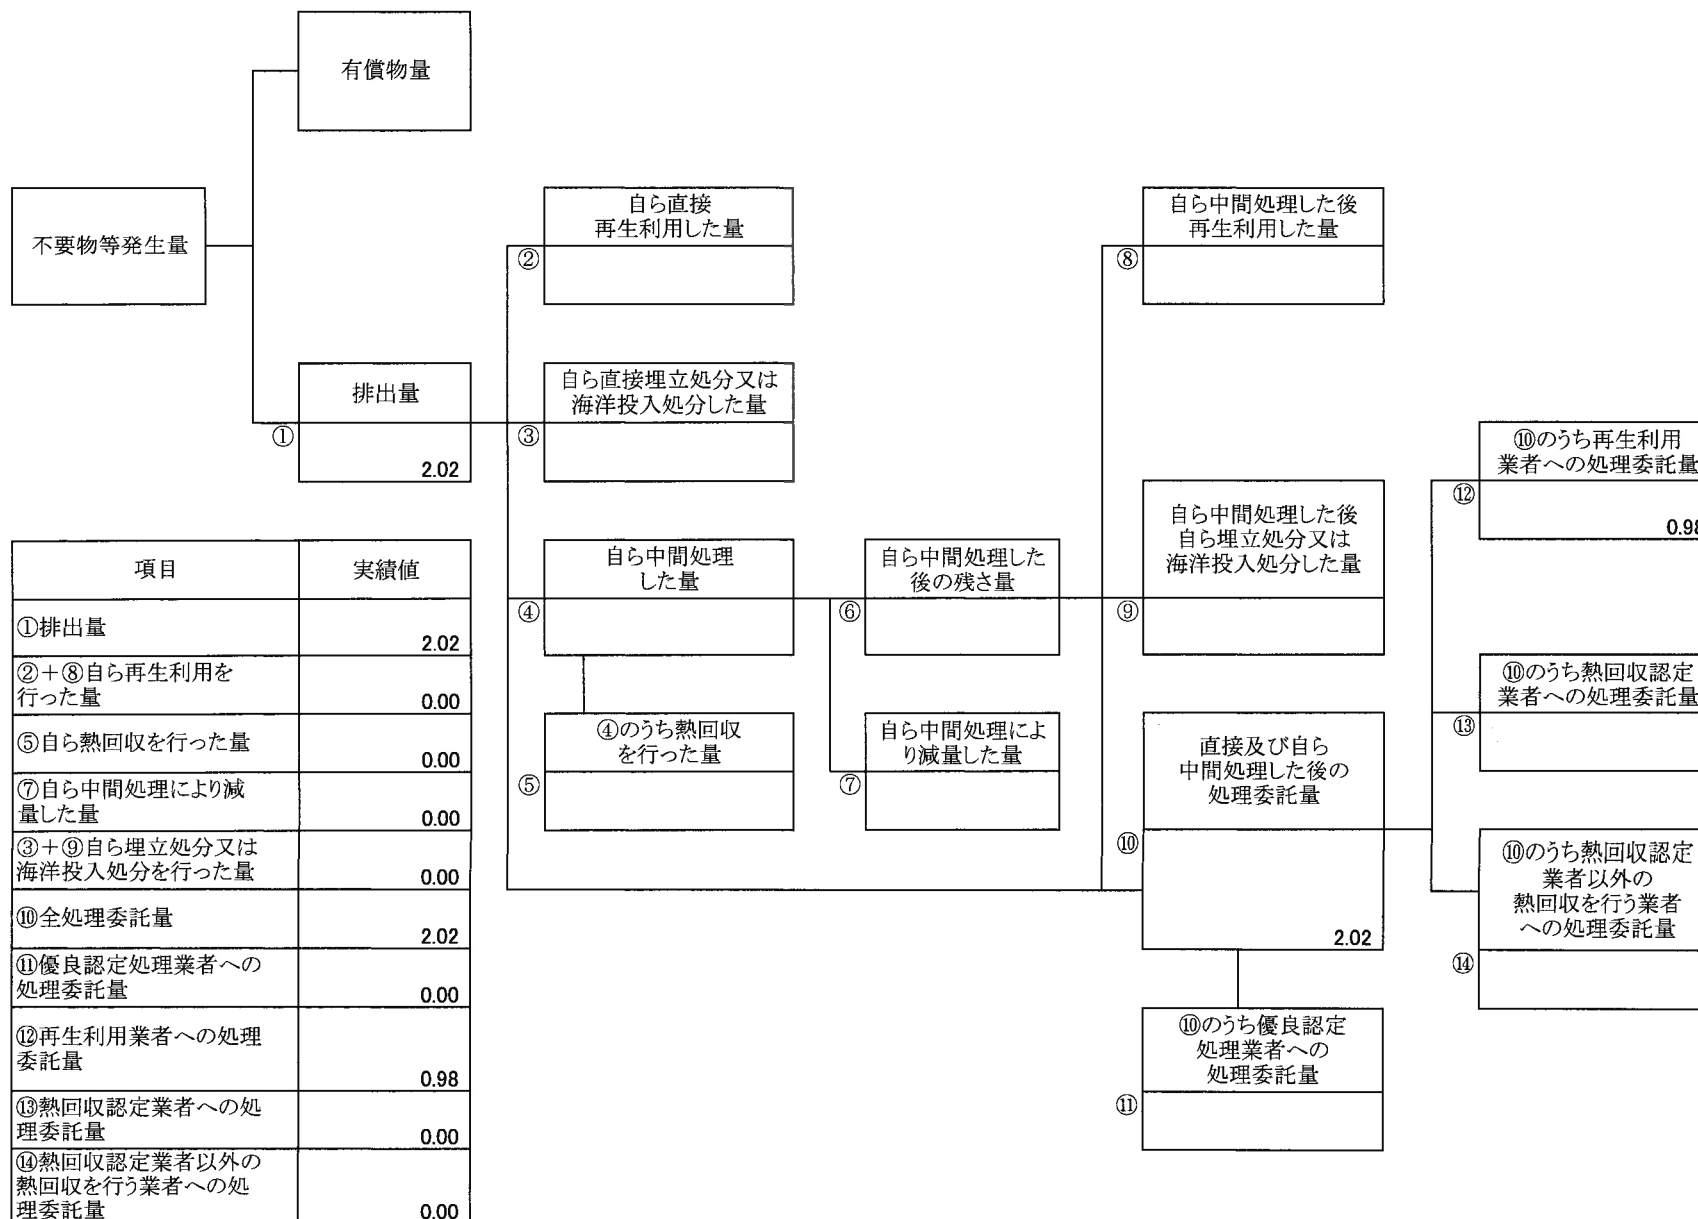 有償物量
不要物等発生量
自ら直接
再生利用した量
②
自ら中間処理した後
再生利用した量
⑧
排出量
①
2.02
自ら直接埋立処分又は
海洋投入処分した量
③
⑩のうち再生利用
業者への処理委託量
⑫
0.98
自ら中間処理
した量
④
自ら中間処理した
後の残さ量
⑥
自ら中間処理した後
自ら埋立処分又は
海洋投入処分した量
⑨
⑩のうち熱回収認定
業者への処理委託量
⑬
④のうち熱回収
を行った量
⑤
自ら中間処理によ
り減量した量
⑦
直接及び自ら
中間処理した後の
処理委託量
⑩
2.02
⑩のうち熱回収認定
業者以外の
熱回収を行う業者
への処理委託量
⑭
⑩のうち優良認定
処理業者への
処理委託量
⑪
項目 実績値
①排出量 2.02
②+⑧自ら再生利用を
行った量 0.00
⑤自ら熱回収を行った量 0.00
⑦自ら中間処理により減
量した量 0.00
③+⑨自ら埋立処分又は
海洋投入処分を行った量 0.00
⑩全処理委託量 2.02
⑪優良認定処理業者への
処理委託量 0.00
⑫再生利用業者への処理
委託量 0.98
⑬熱回収認定業者への処
理委託量 0.00
⑭熱回収認定業者以外の
熱回収を行う業者への処
理委託量 0.00